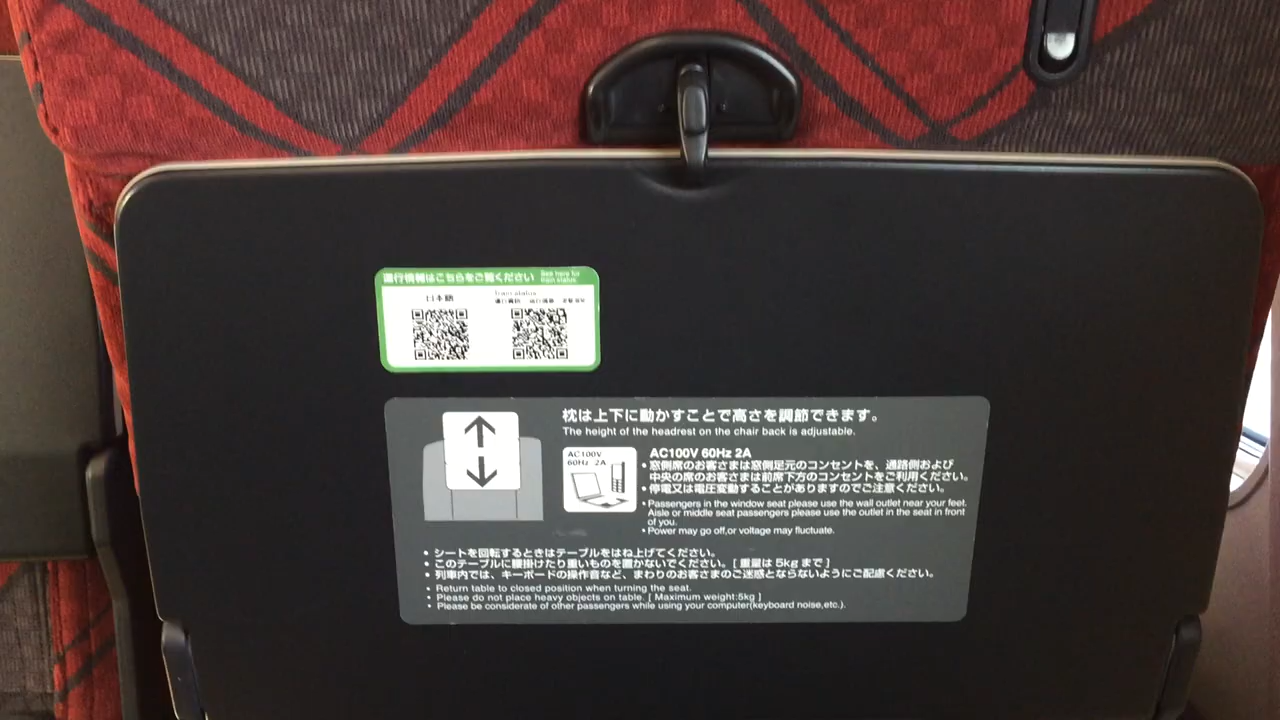 運行情報はこちらをご覧ください See here for train status
日本語
Train status
枕は上下に動かすことで高さを調節できます。
The height of the headrest on the chair back is adjustable.
AC100V
60Hz 2A
AC100V 60Hz 2A
• 窓側席のお客さまは窓側足元のコンセントを、通路側および
中央の席のお客さまは前席下方のコンセントをご利用ください。
• 停電又は電圧変動することがありますのでご注意ください。
• Passengers in the window seat please use the wall outlet near your feet.
Aisle or middle seat passengers please use the outlet in the seat in front
of you.
• Power may go off,or voltage may fluctuate.
• シートを回転するときはテーブルをはね上げてください。
• このテーブルに腰掛けたり重いものを置かないでください。[ 重量は 5kg まで ]
• 列車内では、キーボードの操作音など、まわりのお客さまのご迷惑とならないようにご配慮ください。
• Return table to closed position when turning the seat.
• Please do not place heavy objects on table. [ Maximum weight:5kg ]
• Please be considerate of other passengers while using your computer(keyboard noise,etc.).